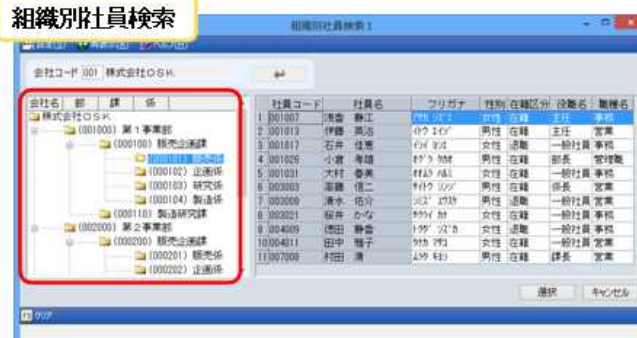 組織別社員検索
組織別社員検索1
会社コード 001 株式会社OSK
会社名 部 課 係
株式会社OSK
(001000) 第1事業部
(000100) 販売企画課
(000101) 販売係
(000102) 企画係
(000103) 研究係
(000104) 製造係
(000110) 製造研究課
(002000) 第2事業部
(000200) 販売企画課
(000201) 販売係
(000202) 企画係
社員コード 社員名 フリガナ 性別 在籍区分 役職名 職種名
1 001007 浅香 静江 女性 在籍 主任 事務
2 001013 伊藤 英治 男性 在籍 主任 営業
3 001017 石井 佳恵 女性 退職 一般社員 事務
4 001026 小倉 海雄 男性 在籍 部長 管理職
5 001031 大村 春美 女性 退職 一般社員 事務
6 003003 斎藤 信二 男性 在籍 係長 営業
7 003008 清水 佑介 男性 退職 一般社員 営業
8 003021 桜井 かな 女性 在籍 一般社員 事務
9 004009 徳田 静香 女性 退職 一般社員 事務
10 004011 田中 雅子 女性 在籍 一般社員 営業
11 007008 村田 清 男性 在籍 課長 営業
選択 キャンセル
クリア